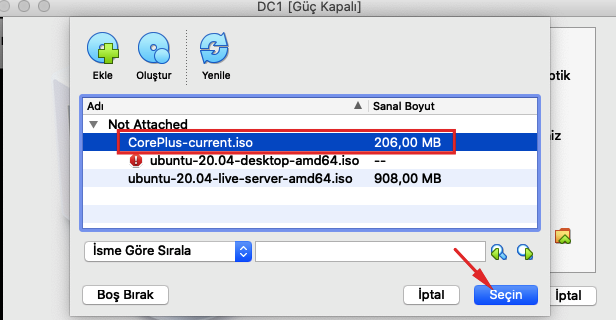 DC1 [Güç Kapalı]
Ekle
Oluştur
Yenile
Adı
Sanal Boyut
Not Attached
CorePlus-current.iso
206,00 MB
ubuntu-20.04-desktop-amd64.iso
--
ubuntu-20.04-live-server-amd64.iso
908,00 MB
İsme Göre Sırala
Boş Bırak
İptal
Seçin
İptal